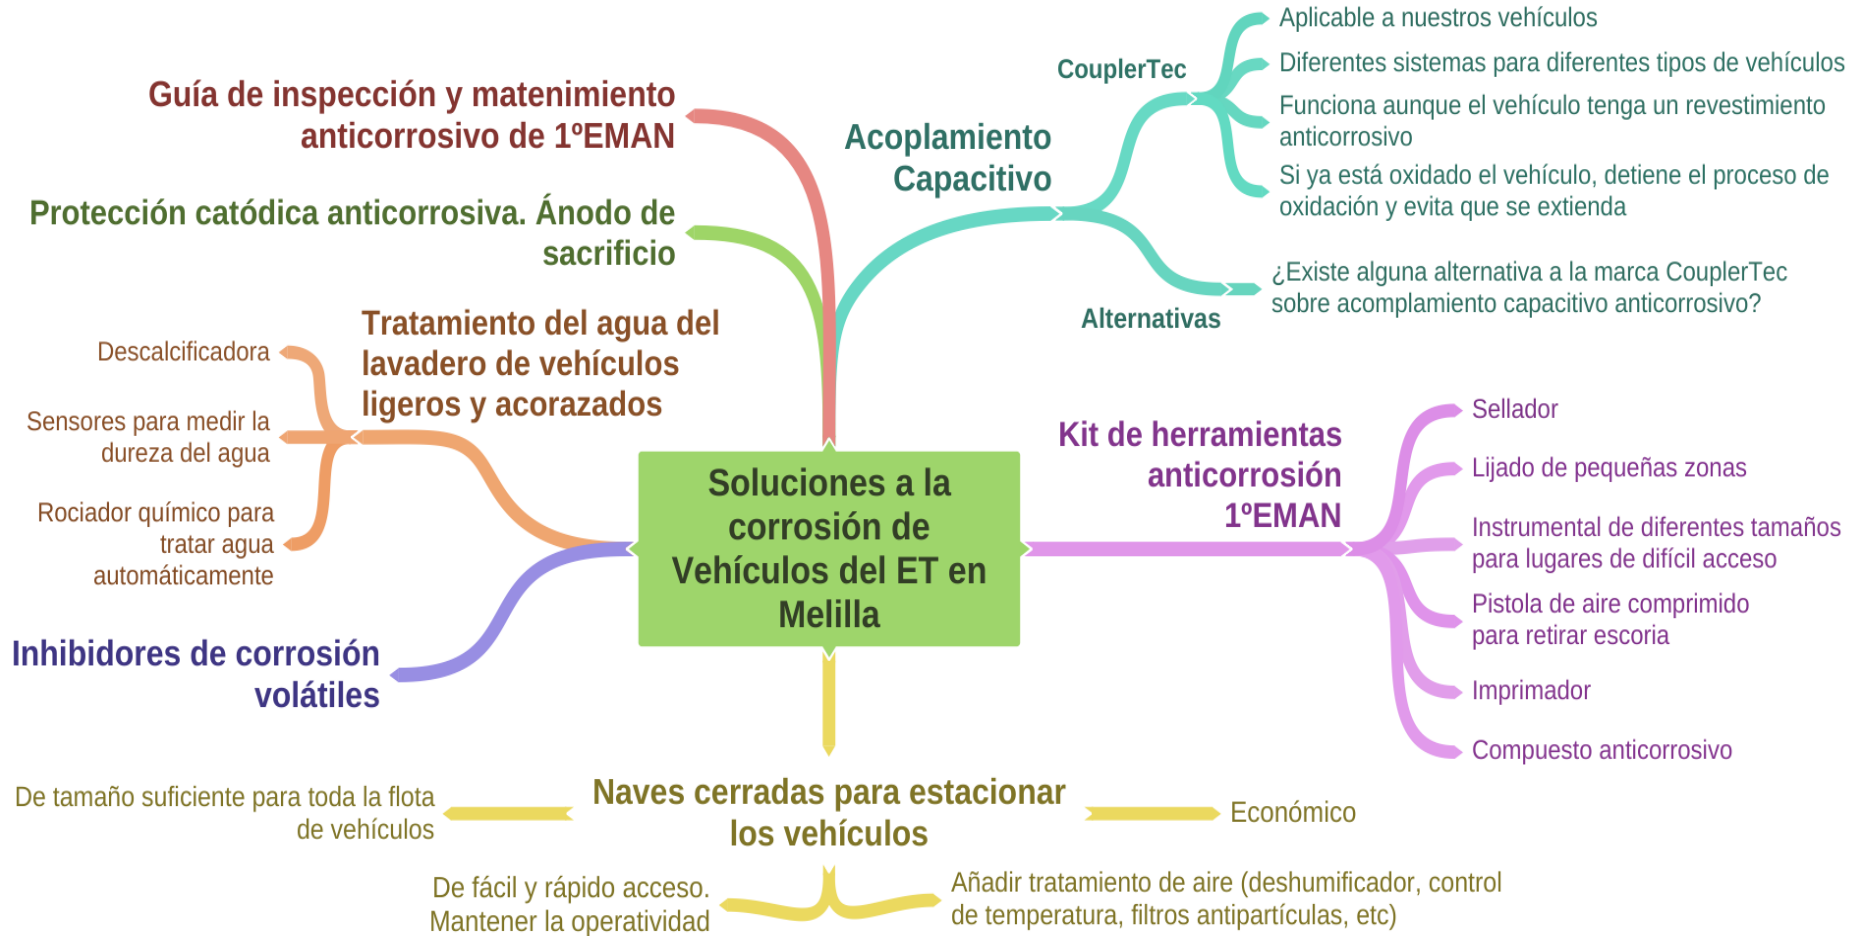 Guía de inspección y matenimiento
anticorrosivo de 1ºEMAN
Protección catódica anticorrosiva. Ánodo de
sacrificio
Tratamiento del agua del
lavadero de vehículos
ligeros y acorazados
Descalcificadora
Sensores para medir la
dureza del agua
Rociador químico para
tratar agua
automáticamente
Inhibidores de corrosión
volátiles
Soluciones a la
corrosión de
Vehículos del ET en
Melilla
Acoplamiento
Capacitivo
CouplerTec
Aplicable a nuestros vehículos
Diferentes sistemas para diferentes tipos de vehículos
Funciona aunque el vehículo tenga un revestimiento
anticorrosivo
Si ya está oxidado el vehículo, detiene el proceso de
oxidación y evita que se extienda
Alternativas
¿Existe alguna alternativa a la marca CouplerTec
sobre acomplamiento capacitivo anticorrosivo?
Kit de herramientas
anticorrosión
1ºEMAN
Sellador
Lijado de pequeñas zonas
Instrumental de diferentes tamaños
para lugares de difícil acceso
Pistola de aire comprimido
para retirar escoria
Imprimador
Compuesto anticorrosivo
Naves cerradas para estacionar
los vehículos
De tamaño suficiente para toda la flota
de vehículos
Económico
De fácil y rápido acceso.
Mantener la operatividad
Añadir tratamiento de aire (deshumificador, control
de temperatura, filtros antipartículas, etc)